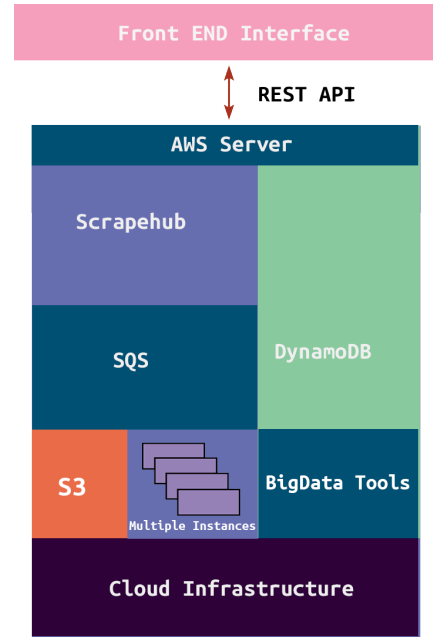 Front END Interface
REST API
AWS Server
Scrapehub
SQS
DynamoDB
S3
Multiple Instances
BigData Tools
Cloud Infrastructure